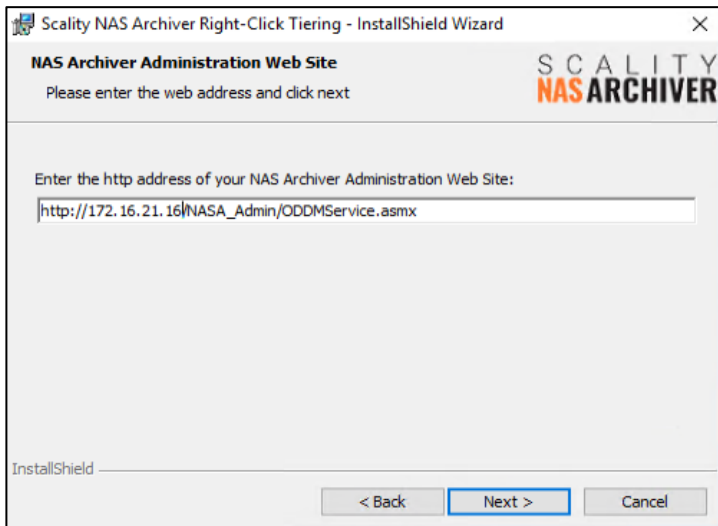 Scality NAS Archiver Right-Click Tiering - InstallShield Wizard
NAS Archiver Administration Web Site
Please enter the web address and click next
SCALITY
NAS ARCHIVER
Enter the http address of your NAS Archiver Administration Web Site:
http://172.16.21.16/NASA_Admin/ODDMService.asmx
InstallShield
< Back
Next >
Cancel